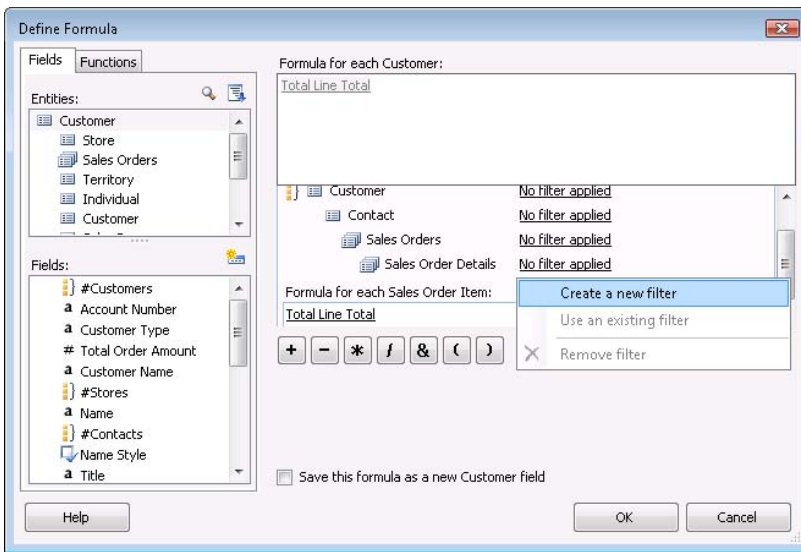 Define Formula
Fields Functions
Entities:
Customer
Store
Sales Orders
Territory
Individual
Customer
Fields:
#Customers
a Account Number
a Customer Type
# Total Order Amount
a Customer Name
#Stores
a Name
#Contacts
Name Style
a Title
Formula for each Customer:
Total Line Total
Customer No filter applied
Contact No filter applied
Sales Orders No filter applied
Sales Order Details No filter applied
Formula for each Sales Order Item:
Total Line Total
Create a new filter
Use an existing filter
Remove filter
+ - * / & ( )
Save this formula as a new Customer field
Help OK Cancel